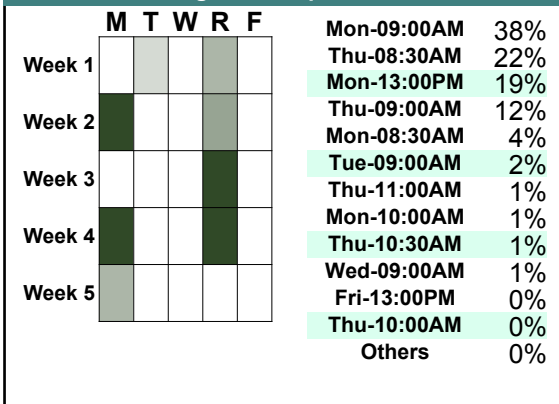 M T W R F
Week 1
Week 2
Week 3
Week 4
Week 5
Mon-09:00AM 38%
Thu-08:30AM 22%
Mon-13:00PM 19%
Thu-09:00AM 12%
Mon-08:30AM 4%
Tue-09:00AM 2%
Thu-11:00AM 1%
Mon-10:00AM 1%
Thu-10:30AM 1%
Wed-09:00AM 1%
Fri-13:00PM 0%
Thu-10:00AM 0%
Others 0%